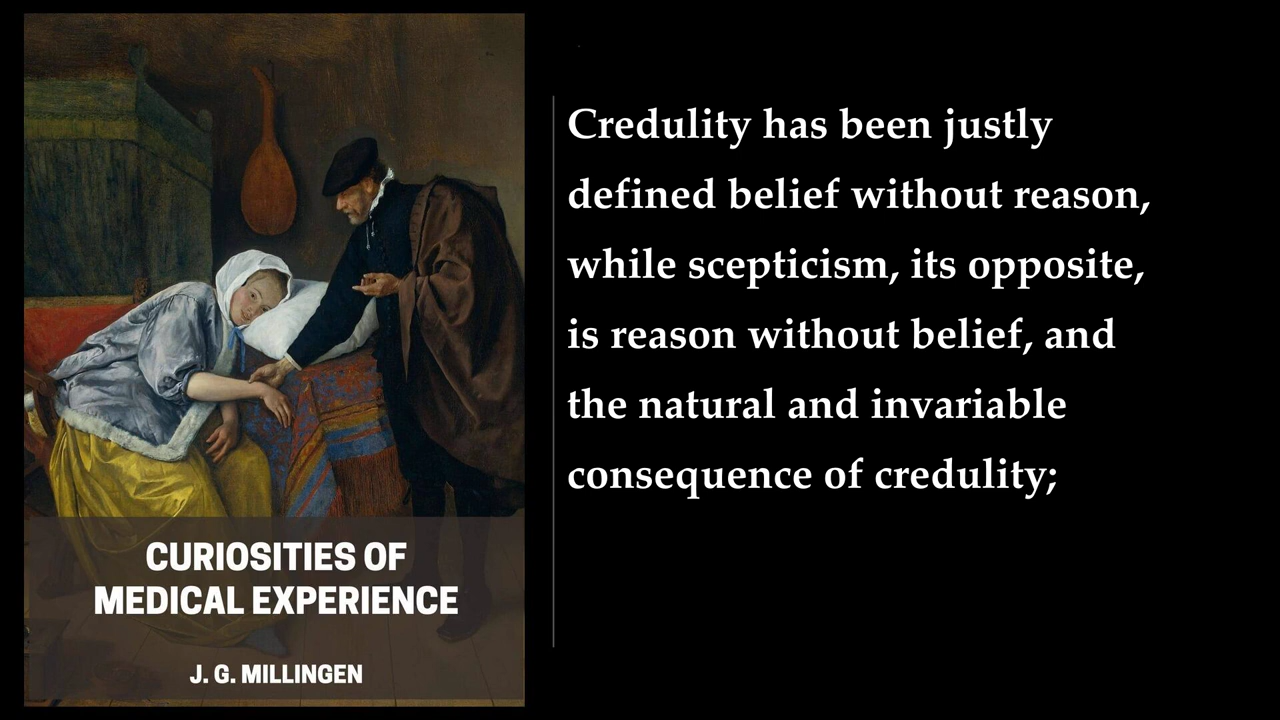 CURIOSITIES OF
MEDICAL EXPERIENCE
J. G. MILLINGEN
Credulity has been justly
defined belief without reason,
while scepticism, its opposite,
is reason without belief, and
the natural and invariable
consequence of credulity;